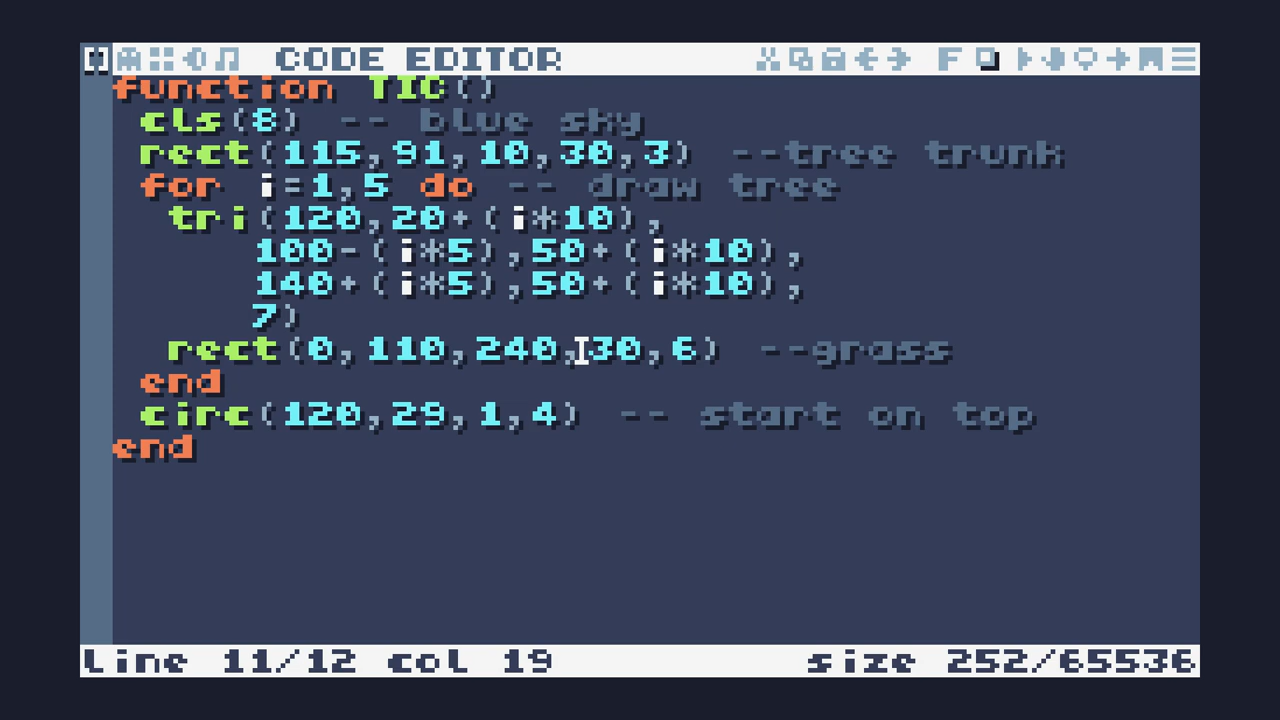 CODE EDITOR F
function TIC()
 cls(8) -- blue sky
 rect(115,91,10,30,3) --tree trunk
 for i=1,5 do -- draw tree
  tri(120,20+(i*10),
     100-(i*5),50+(i*10),
     140+(i*5),50+(i*10),
     7)
  rect(0,110,240,30,6) --grass
 end
 circ(120,29,1,4) -- start on top
end
line 11/12 col 19 size 252/65536